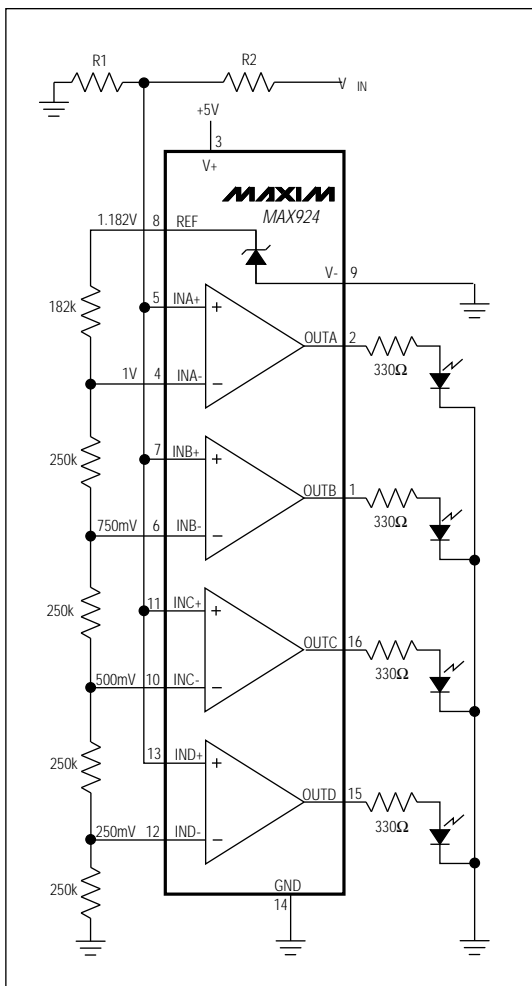 R1
R2
V IN
+5V
3
V+
MAXIM
MAX924
1.182V
8
REF
V-
9
182k
5
INA+
+
OUTA
2
330Ω
1V
4
INA-
−
250k
7
INB+
+
OUTB
1
330Ω
750mV
6
INB-
−
250k
11
INC+
+
OUTC
16
330Ω
500mV
10
INC-
−
250k
13
IND+
+
OUTD
15
330Ω
250mV
12
IND-
−
250k
GND
14